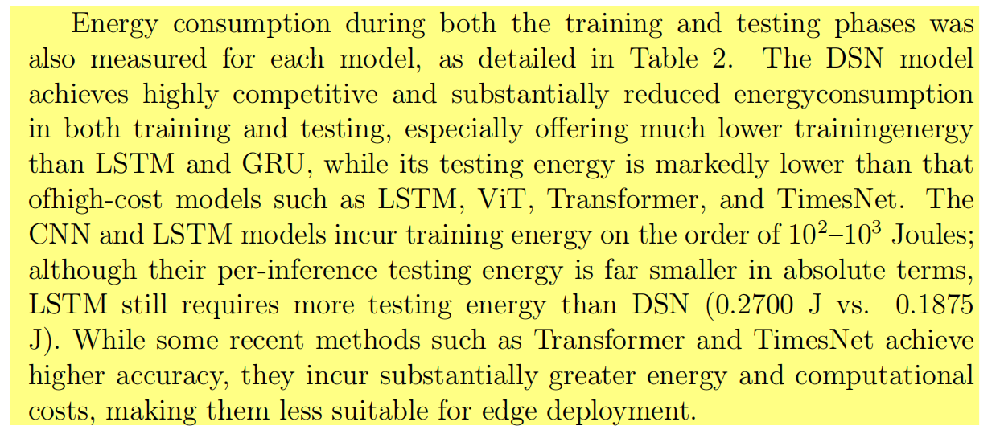 Energy consumption during both the training and testing phases was
also measured for each model, as detailed in Table 2. The DSN model
achieves highly competitive and substantially reduced energyconsumption
in both training and testing, especially offering much lower trainingenergy
than LSTM and GRU, while its testing energy is markedly lower than that
ofhigh-cost models such as LSTM, ViT, Transformer, and TimesNet. The
CNN and LSTM models incur training energy on the order of 10²–10³ Joules;
although their per-inference testing energy is far smaller in absolute terms,
LSTM still requires more testing energy than DSN (0.2700 J vs. 0.1875
J). While some recent methods such as Transformer and TimesNet achieve
higher accuracy, they incur substantially greater energy and computational
costs, making them less suitable for edge deployment.